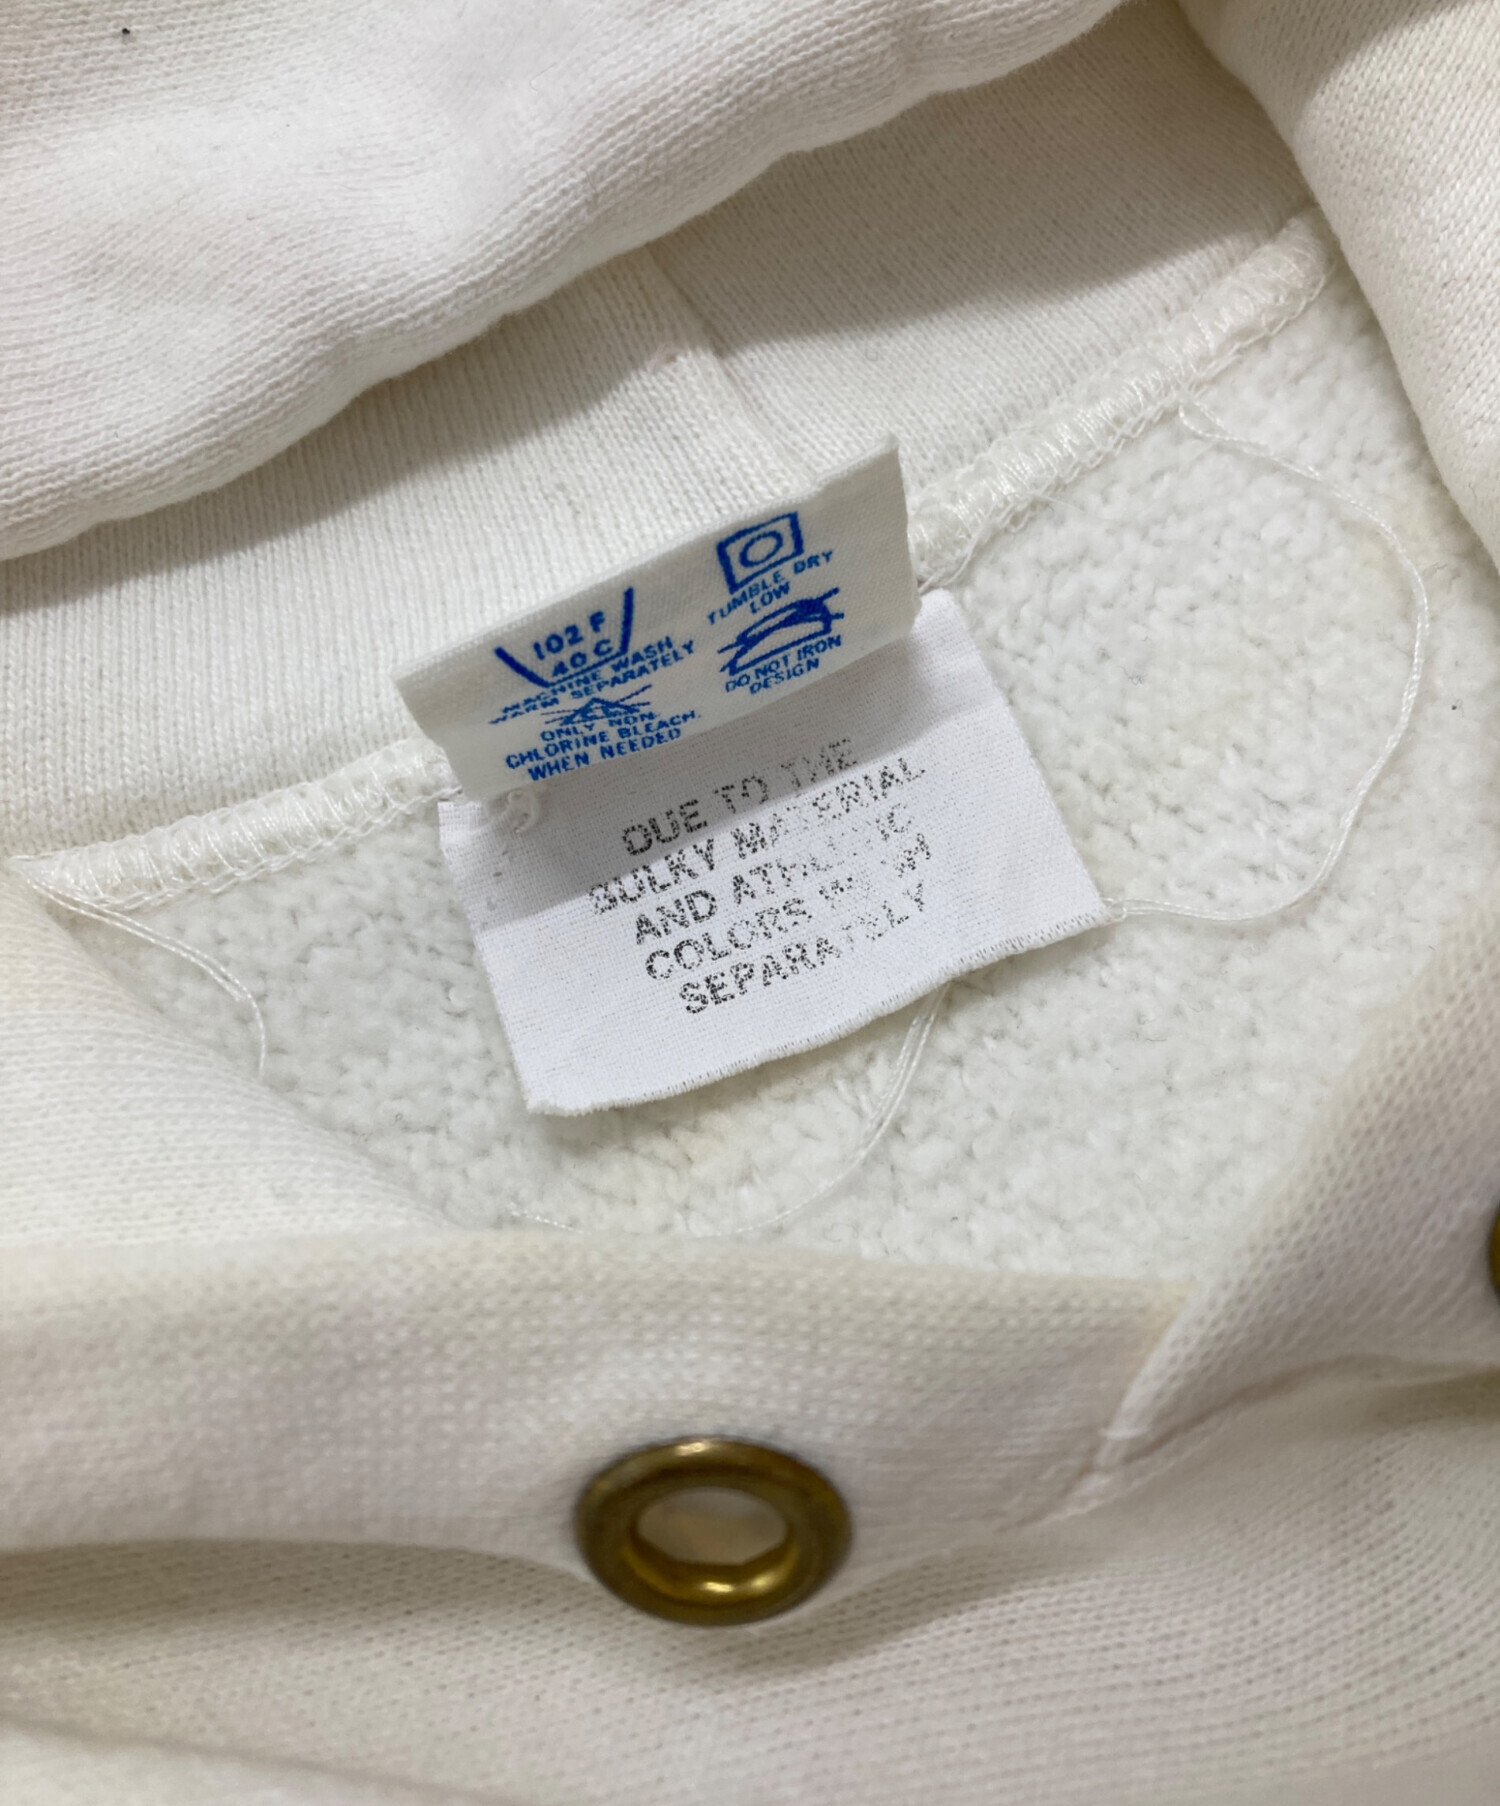 102 F
40 C
MACHINE WASH
WARM SEPARATELY
ONLY NON-
CHLORINE BLEACH,
WHEN NEEDED
TUMBLE DRY
LOW
DO NOT IRON
DESIGN
DUE TO THE
BULKY MATERIAL
AND ATHLETIC
COLORS
SEPARATELY